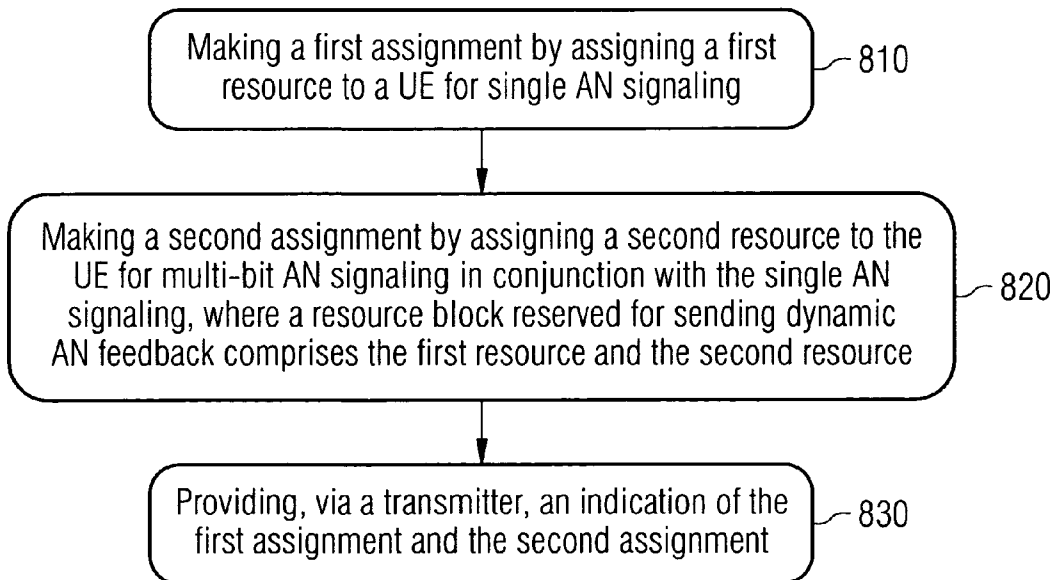 Making a first assignment by assigning a first
resource to a UE for single AN signaling
810
Making a second assignment by assigning a second resource to the
UE for multi-bit AN signaling in conjunction with the single AN
signaling, where a resource block reserved for sending dynamic
AN feedback comprises the first resource and the second resource
820
Providing, via a transmitter, an indication of the
first assignment and the second assignment
830